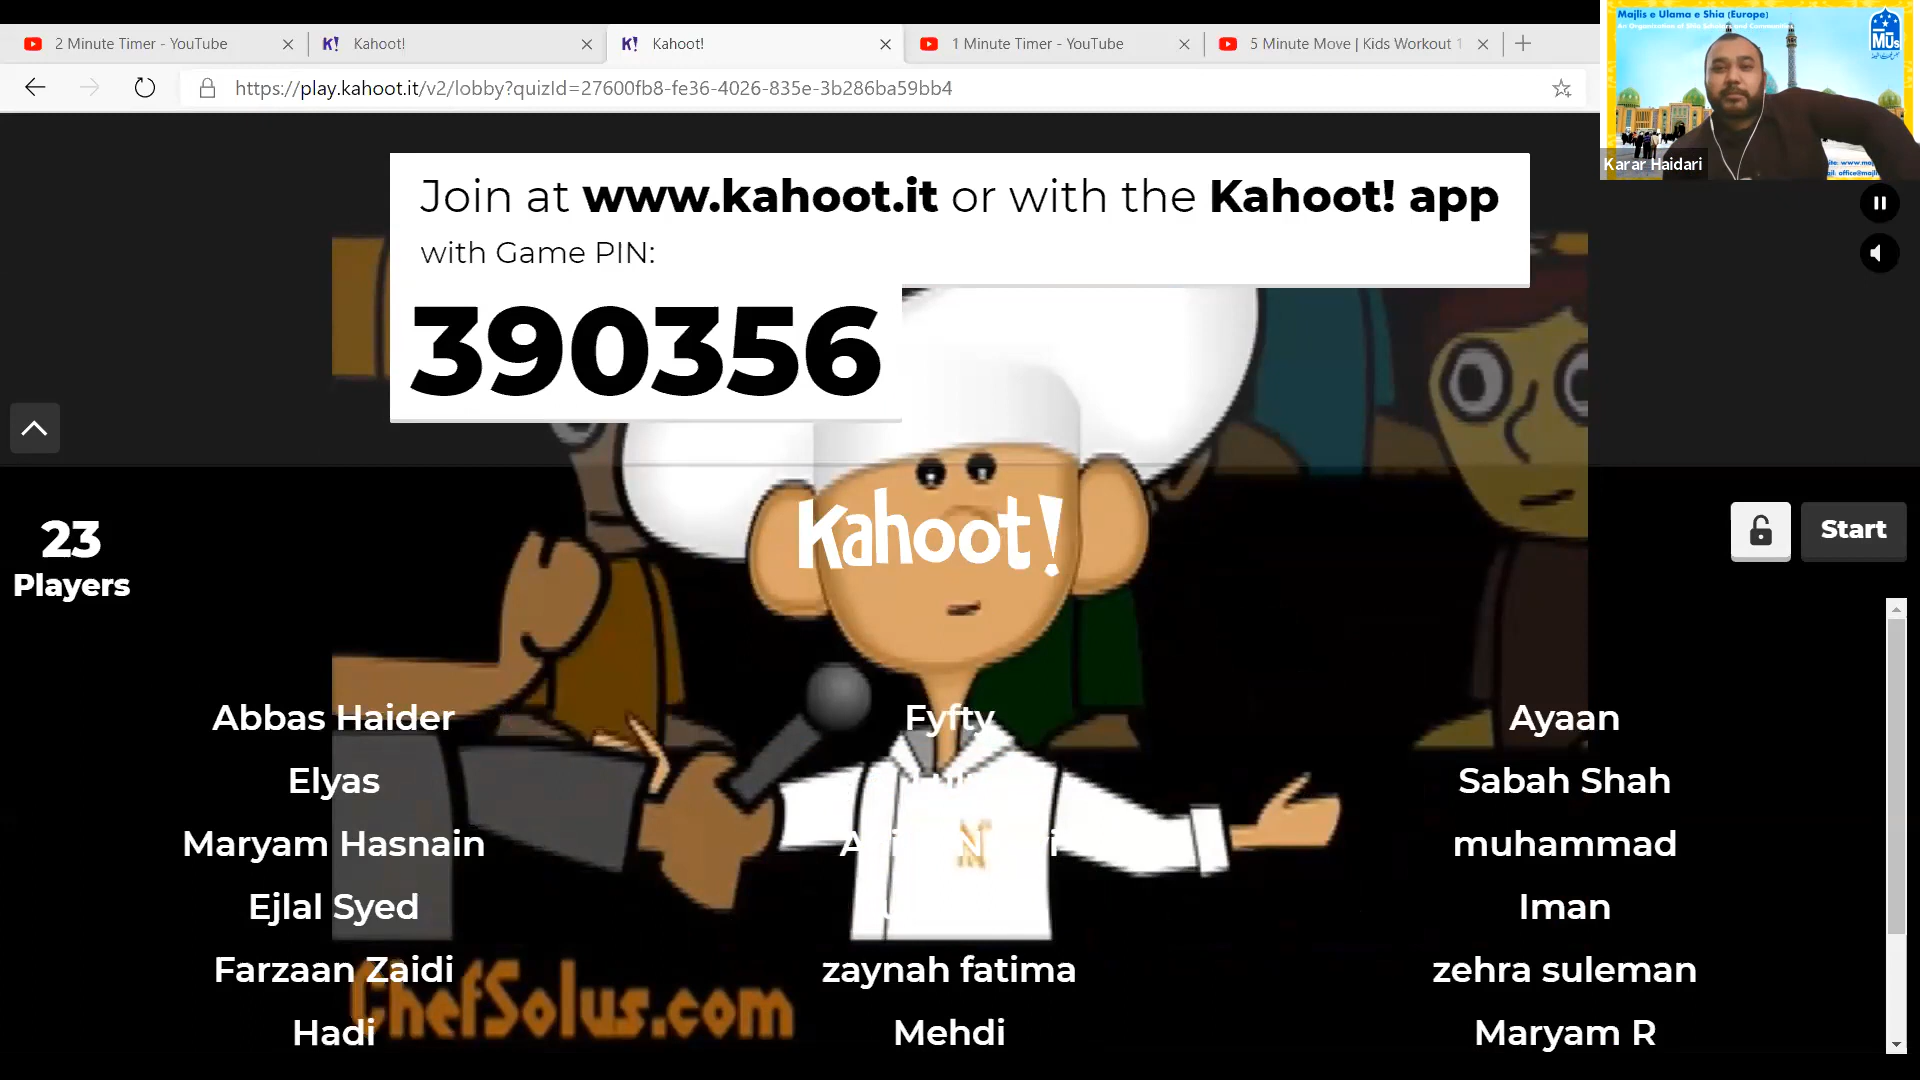 2 Minute Timer - YouTube
Kahoot!
Kahoot!
1 Minute Timer - YouTube
5 Minute Move | Kids Workout 1
https://play.kahoot.it/v2/lobby?quizId=27600fb8-fe36-4026-835e-3b286ba59bb4
Majlis e Ulama e Shia (Europe)
MUS
Karar Haidari
Join at www.kahoot.it or with the Kahoot! app
with Game PIN:
390356
Kahoot!
23
Players
Start
Abbas Haider
Fyfty
Ayaan
Elyas
Sabah Shah
Maryam Hasnain
N
muhammad
Ejlal Syed
Iman
Farzaan Zaidi
zaynah fatima
zehra suleman
ChefSolus.com
Hadi
Mehdi
Maryam R